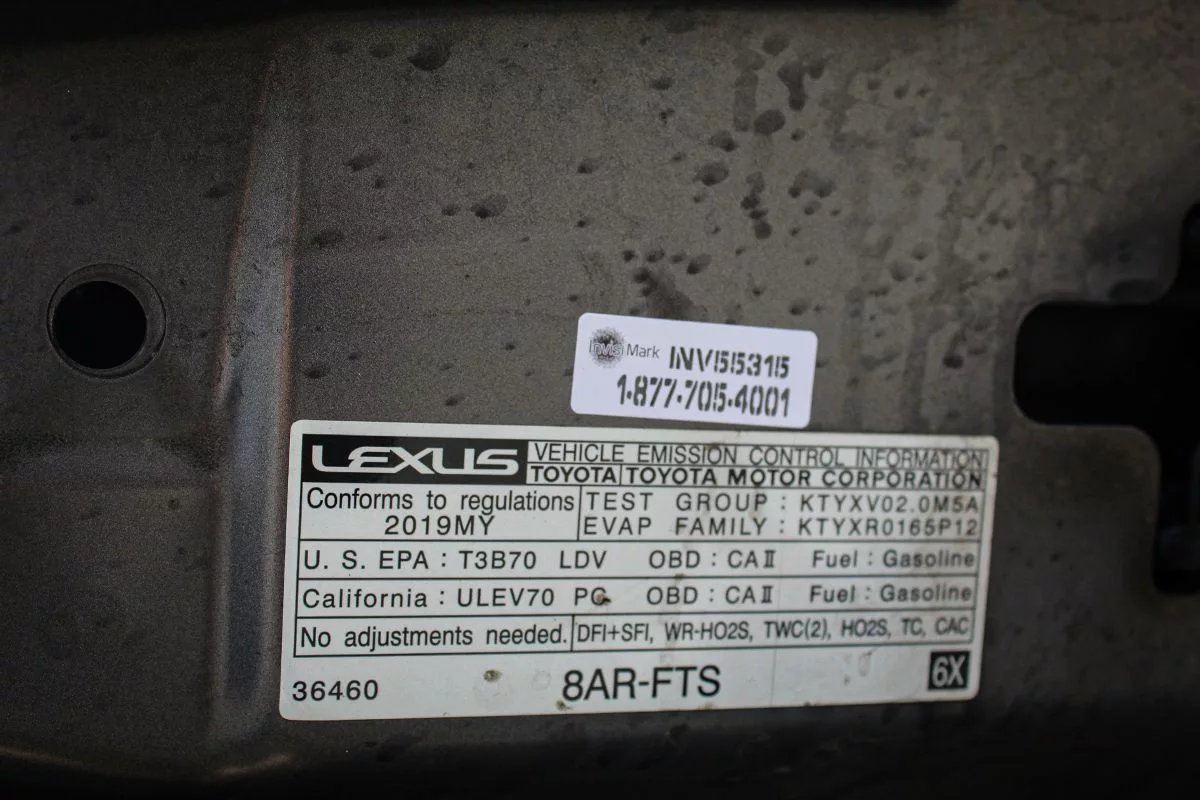 InvisiMark INV55315
1-877-705-4001
LEXUS VEHICLE EMISSION CONTROL INFORMATION
TOYOTA TOYOTA MOTOR CORPORATION
Conforms to regulations TEST GROUP : KTYXV02.0M5A
2019MY EVAP FAMILY : KTYXR0165P12
U. S. EPA : T3B70 LDV OBD : CAⅡ Fuel : Gasoline
California : ULEV70 PC OBD : CAⅡ Fuel : Gasoline
No adjustments needed. DFI+SFI, WR-HO2S, TWC(2), HO2S, TC, CAC
36460 8AR-FTS 6X